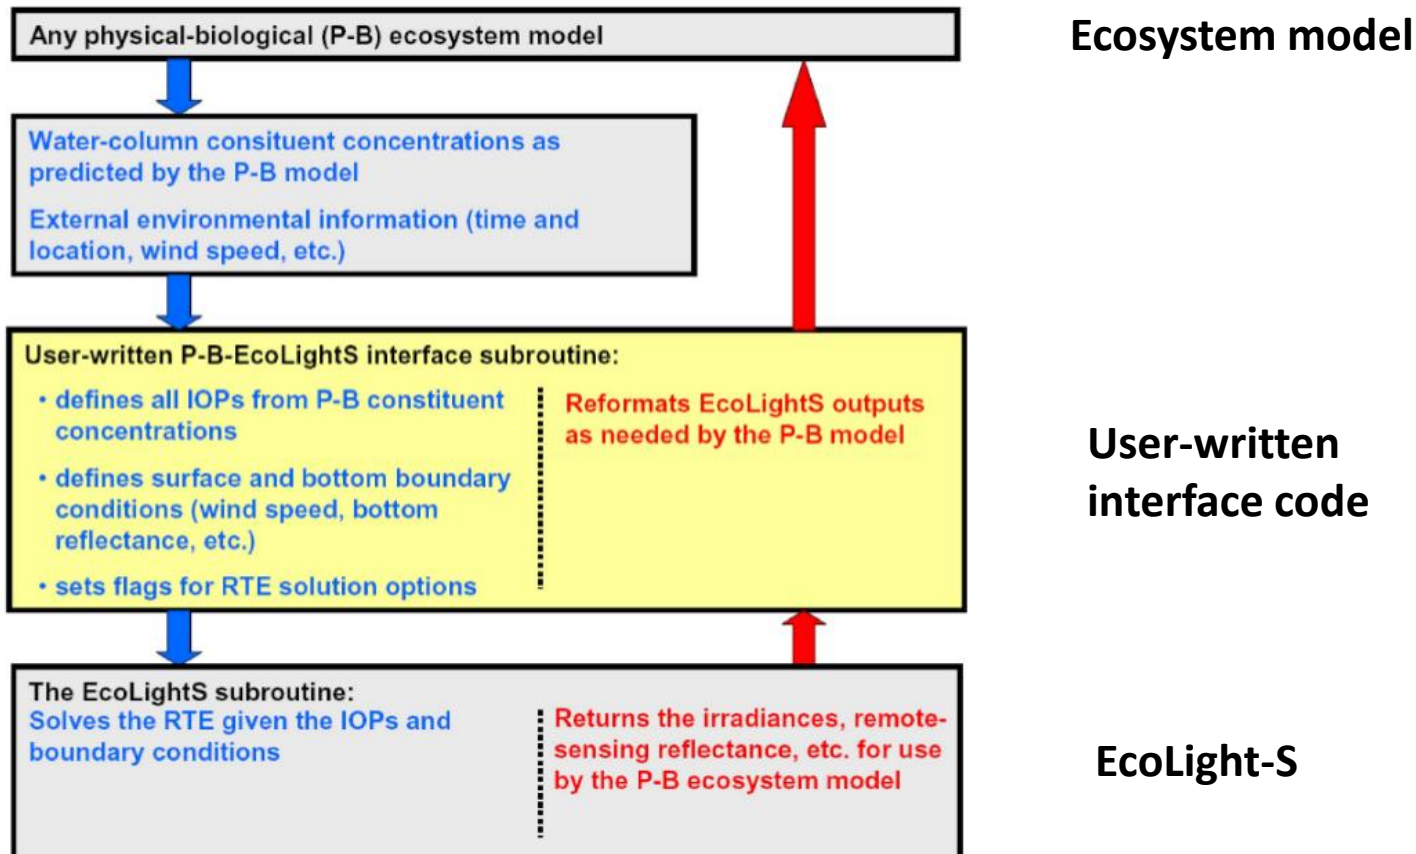 Any physical-biological (P-B) ecosystem model
Ecosystem model
Water-column consituent concentrations as
predicted by the P-B model
External environmental information (time and
location, wind speed, etc.)
User-written P-B-EcoLightS interface subroutine:
• defines all IOPs from P-B constituent
concentrations
• defines surface and bottom boundary
conditions (wind speed, bottom
reflectance, etc.)
• sets flags for RTE solution options
Reformats EcoLightS outputs
as needed by the P-B model
User-written
interface code
The EcoLightS subroutine:
Solves the RTE given the IOPs and
boundary conditions
Returns the irradiances, remote-
sensing reflectance, etc. for use
by the P-B ecosystem model
EcoLight-S